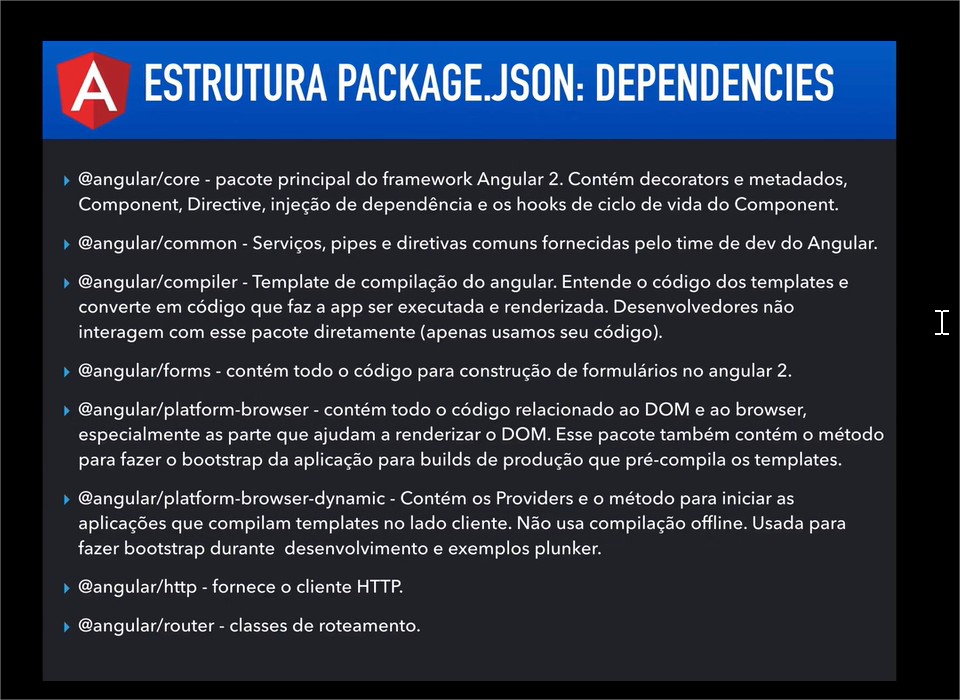 ESTRUTURA PACKAGE.JSON: DEPENDENCIES
@angular/core - pacote principal do framework Angular 2. Contém decorators e metadados,
Component, Directive, injeção de dependência e os hooks de ciclo de vida do Component.
@angular/common - Serviços, pipes e diretivas comuns fornecidas pelo time de dev do Angular.
@angular/compiler - Template de compilação do angular. Entende o código dos templates e
converte em código que faz a app ser executada e renderizada. Desenvolvedores não
interagem com esse pacote diretamente (apenas usamos seu código).
@angular/forms - contém todo o código para construção de formulários no angular 2.
@angular/platform-browser - contém todo o código relacionado ao DOM e ao browser,
especialmente as parte que ajudam a renderizar o DOM. Esse pacote também contém o método
para fazer o bootstrap da aplicação para builds de produção que pré-compila os templates.
@angular/platform-browser-dynamic - Contém os Providers e o método para iniciar as
aplicações que compilam templates no lado cliente. Não usa compilação offline. Usada para
fazer bootstrap durante  desenvolvimento e exemplos plunker.
@angular/http - fornece o cliente HTTP.
@angular/router - classes de roteamento.